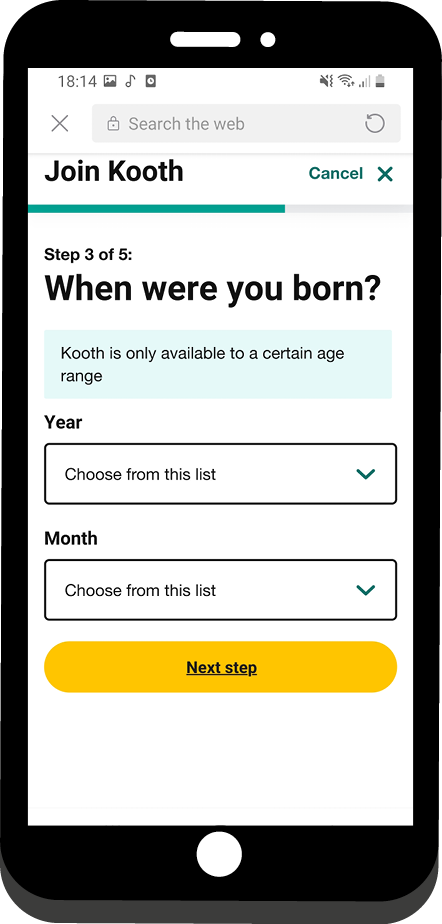 18:14
Search the web
Join Kooth
Cancel
Step 3 of 5:
When were you born?
Kooth is only available to a certain age
range
Year
Choose from this list
Month
Choose from this list
Next step